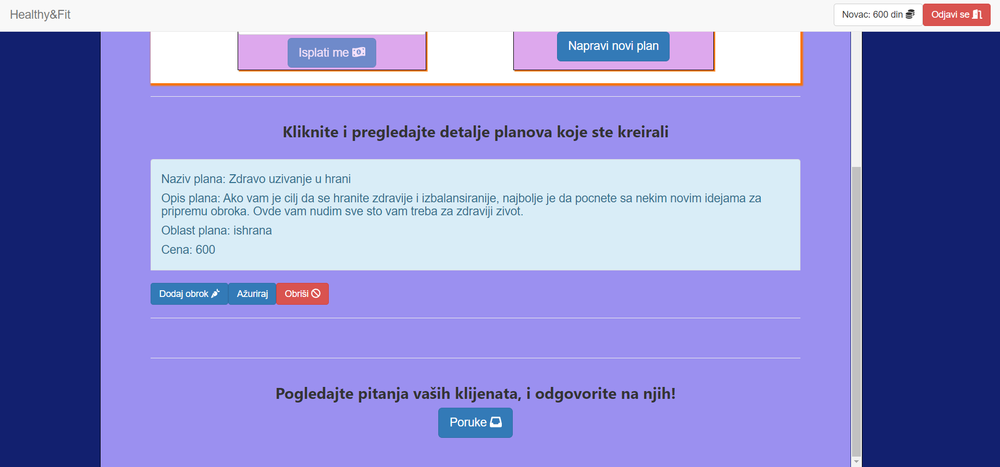 Healthy&Fit
Novac: 600 din
Odjavi se
Isplati me
Napravi novi plan
Kliknite i pregledajte detalje planova koje ste kreirali
Naziv plana: Zdravo uzivanje u hrani
Opis plana: Ako vam je cilj da se hranite zdravije i izbalansiranije, najbolje je da pocnete sa nekim novim idejama za
pripremu obroka. Ovde vam nudim sve sto vam treba za zdraviji zivot.
Oblast plana: ishrana
Cena: 600
Dodaj obrok
Ažuriraj
Obriši
Pogledajte pitanja vaših klijenata, i odgovorite na njih!
Poruke